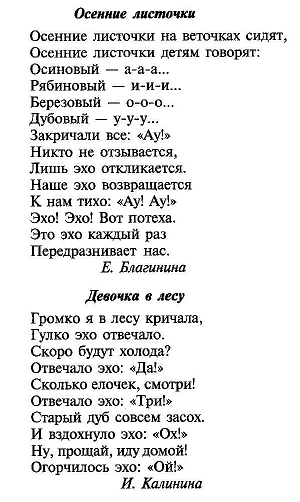 Осенние листочки
Осенние листочки на веточках сидят,
Осенние листочки детям говорят:
Осиновый — а-а-а...
Рябиновый — и-и-и...
Березовый — о-о-о...
Дубовый — у-у-у...
Закричали все: «Ау!»
Никто не отзывается,
Лишь эхо откликается.
Наше эхо возвращается
К нам тихо: «Ау! Ау!»
Эхо! Эхо! Вот потеха.
Это эхо каждый раз
Передразнивает нас.
Е. Благинина
Девочка в лесу
Громко я в лесу кричала,
Гулко эхо отвечало.
Скоро будут холода?
Отвечало эхо: «Да!»
Сколько елочек, смотри!
Отвечало эхо: «Три!»
Старый дуб совсем засох.
И вздохнуло эхо: «Ох!»
Ну, прощай, иду домой!
Огорчилось эхо: «Ой!»
И. Калинина